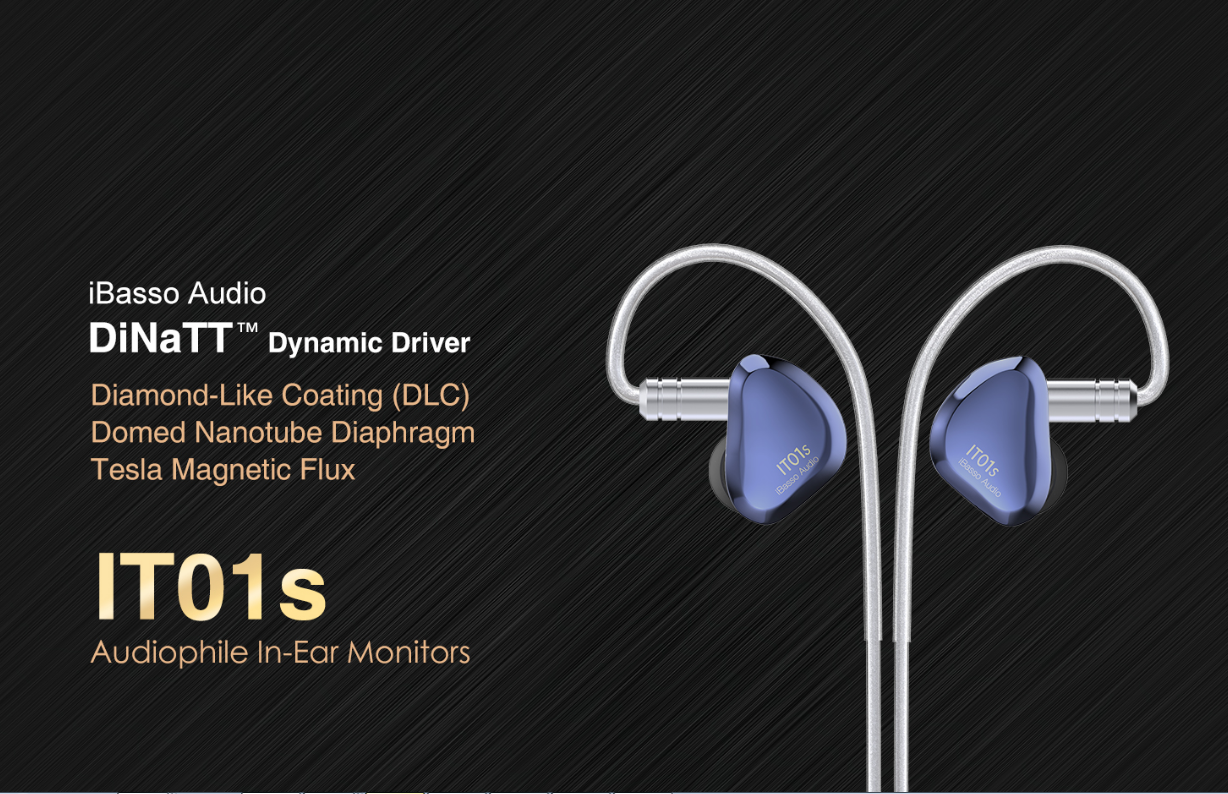 iBasso Audio
DiNaTT™ Dynamic Driver
Diamond-Like Coating (DLC)
Domed Nanotube Diaphragm
Tesla Magnetic Flux
IT01s
Audiophile In-Ear Monitors
IT01s
iBasso Audio
IT01s
iBasso Audio